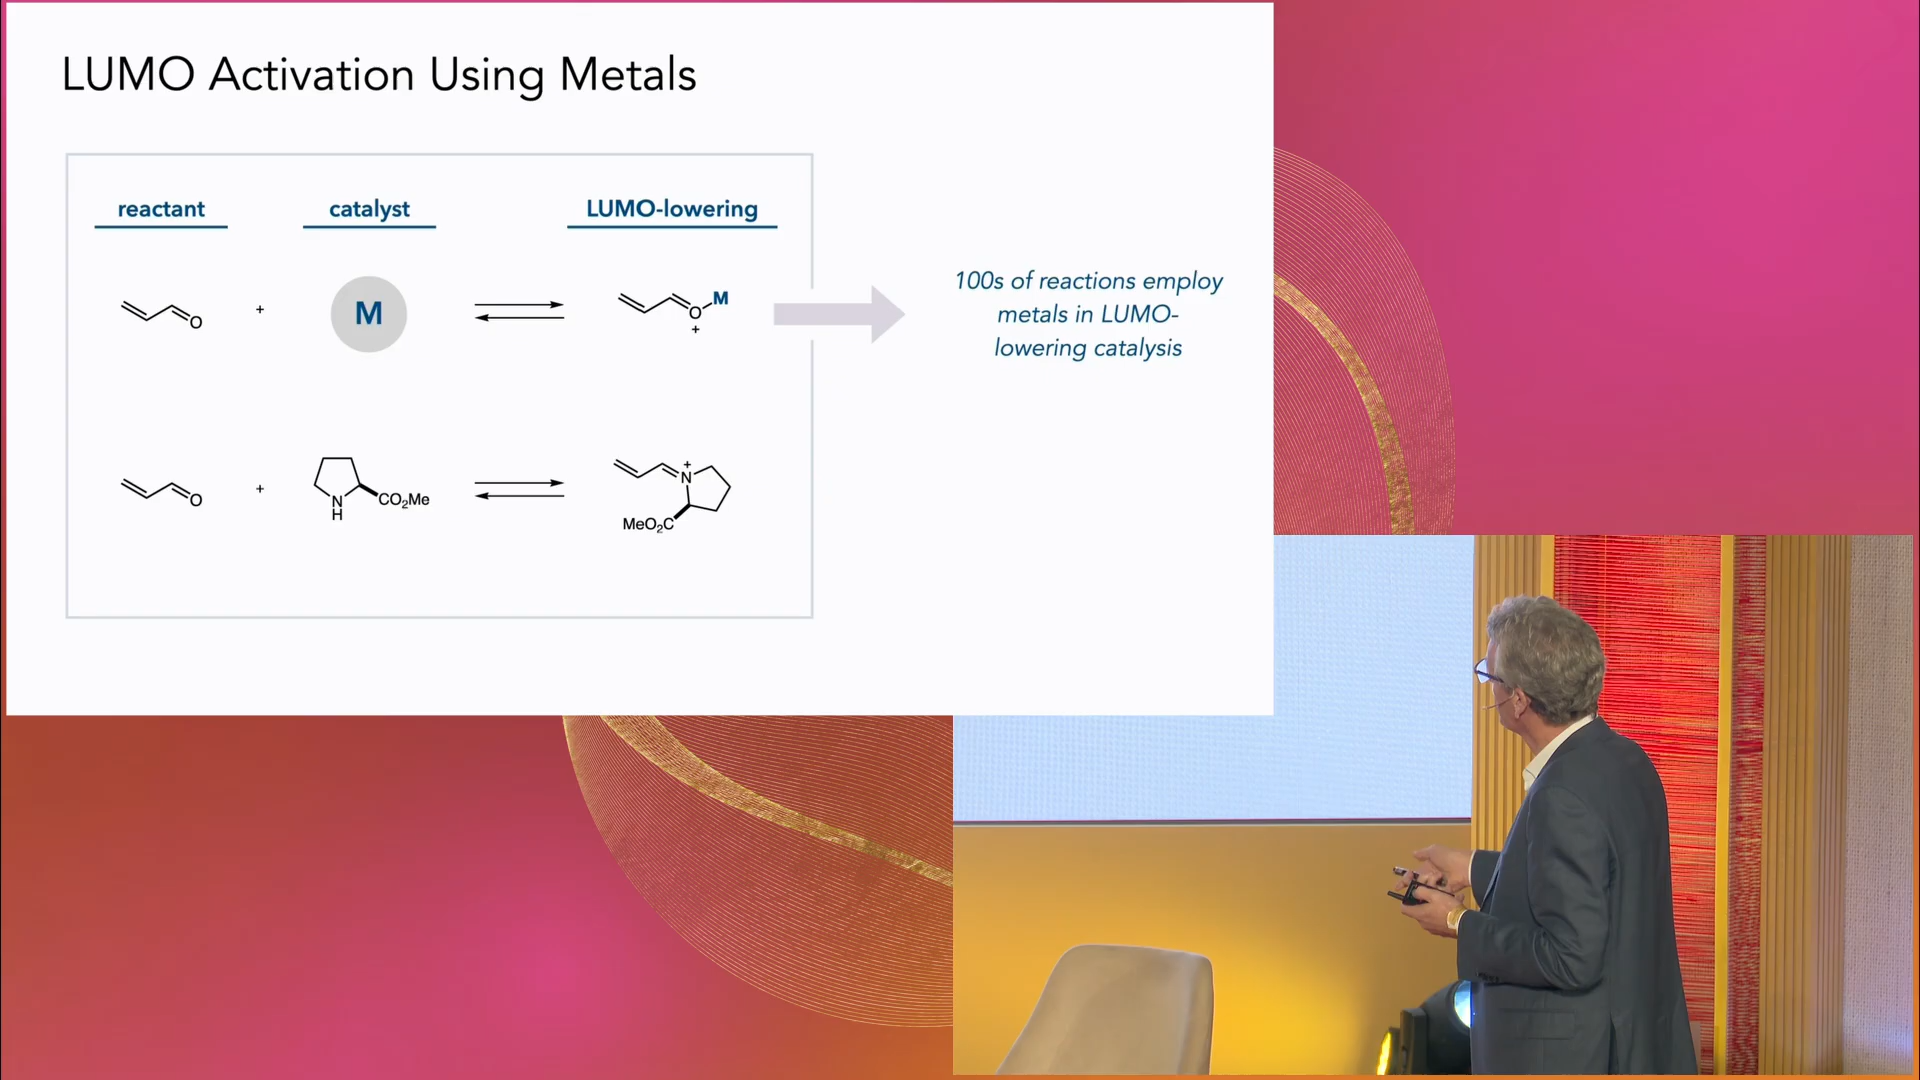 LUMO Activation Using Metals
reactant
catalyst
LUMO-lowering
O
+
M
O
M
+
100s of reactions employ
metals in LUMO-
lowering catalysis
O
+
N
H
CO₂Me
+
N
MeO₂C